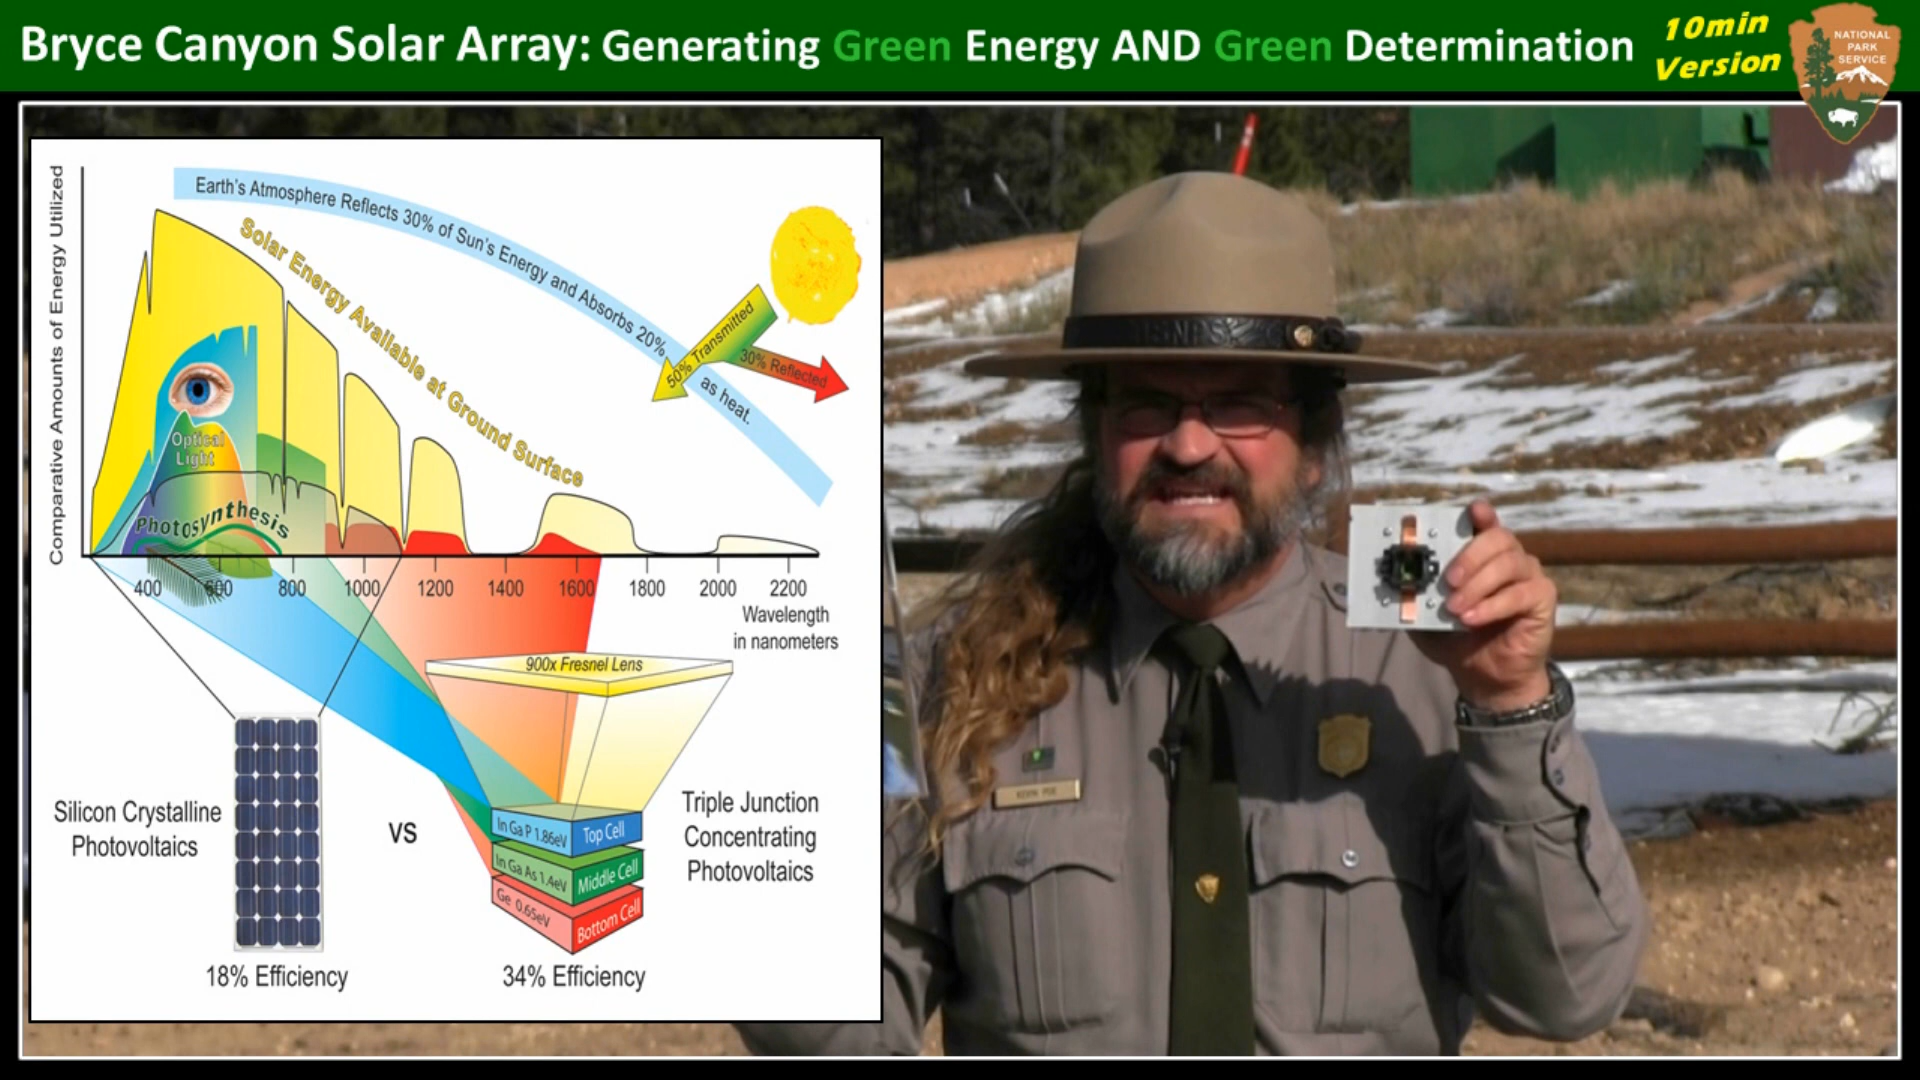 Bryce Canyon Solar Array: Generating Green Energy AND Green Determination
10min
Version
NATIONAL
PARK
SERVICE
Comparative Amounts of Energy Utilized
Earth's Atmosphere Reflects 30% of Sun's Energy and Absorbs 20%
as heat.
Solar Energy Available at Ground Surface
50% Transmitted
30% Reflected
Optical
Light
Photosynthesis
400 600 800 1000 1200 1400 1600 1800 2000 2200
Wavelength
in nanometers
900x Fresnel Lens
Silicon Crystalline
Photovoltaics
VS
Triple Junction
Concentrating
Photovoltaics
In Ga P 1.86eV Top Cell
In Ga As 1.4eV Middle Cell
Ge 0.65eV Bottom Cell
18% Efficiency
34% Efficiency
KEVIN POE